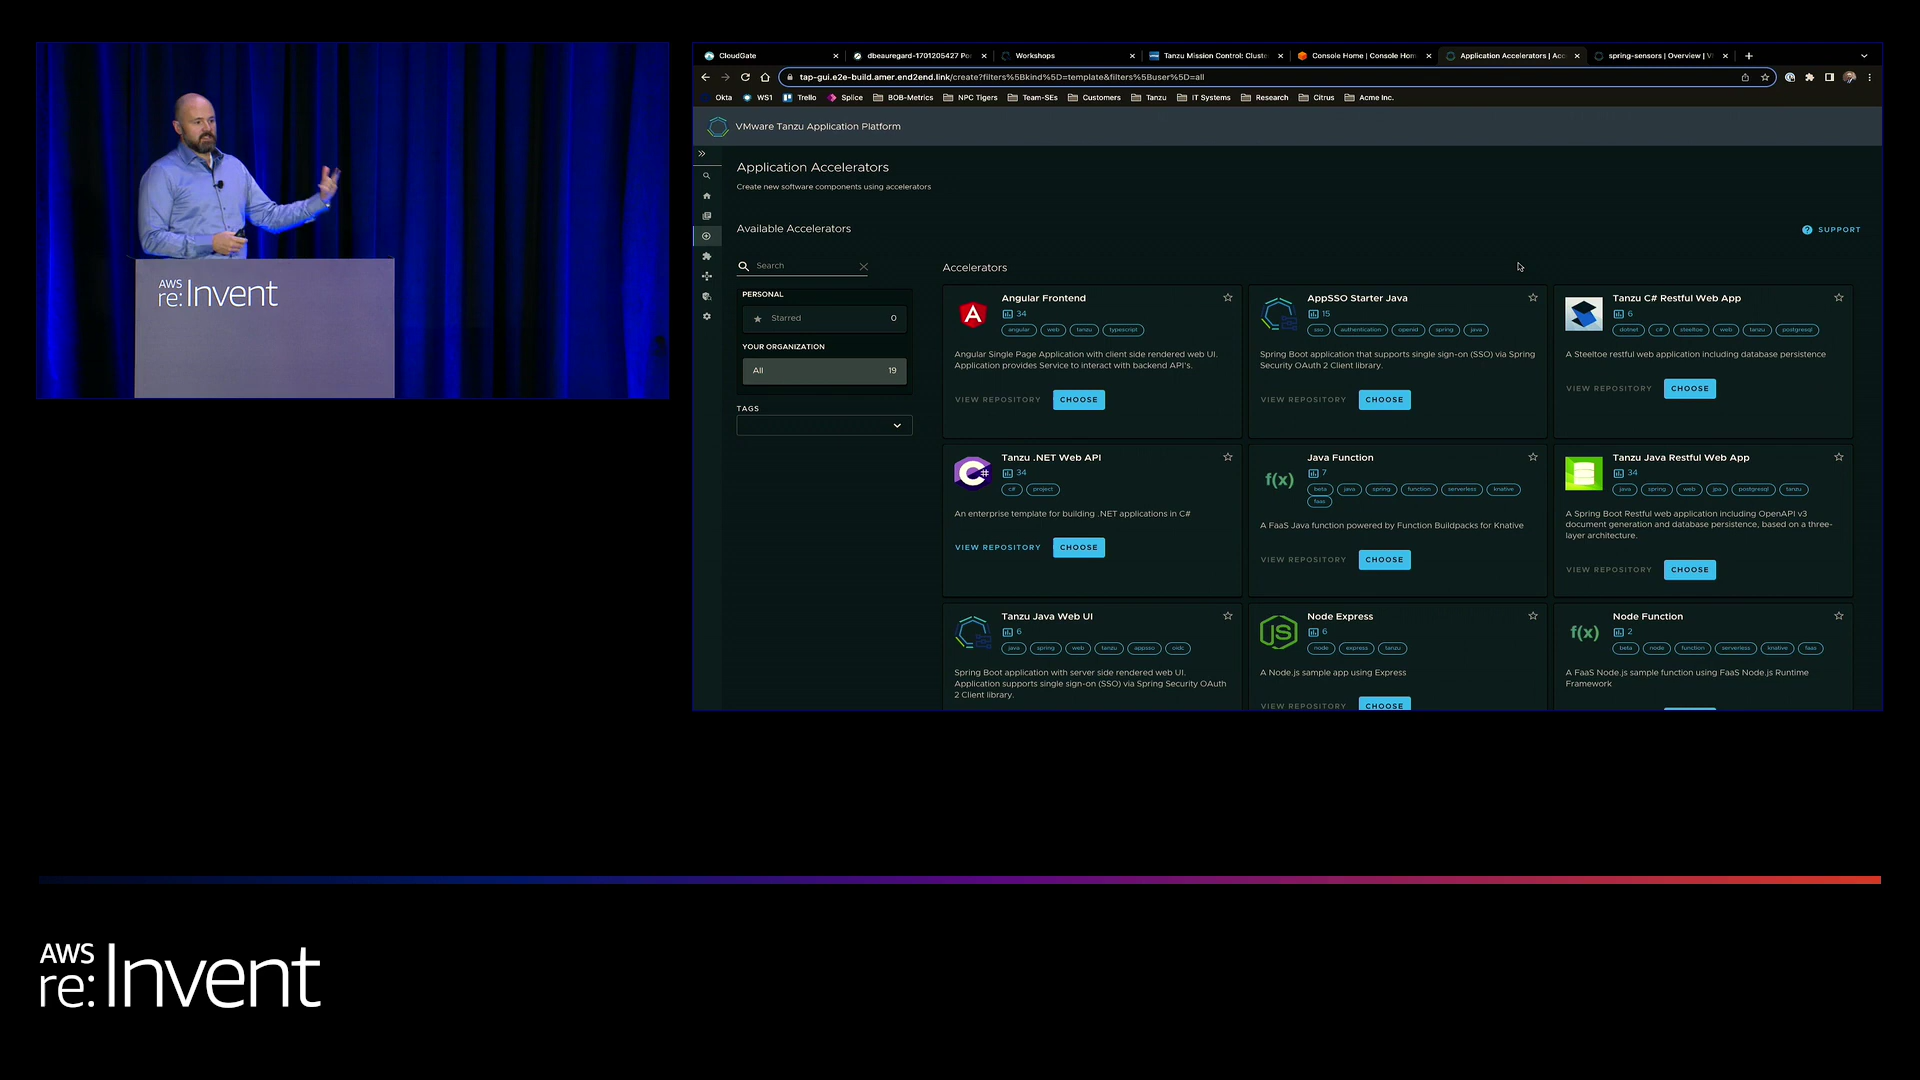 AWS
re:Invent
CloudGate
dbeauregard-1701205427 Po
Workshops
Tanzu Mission Control: Cluste
Console Home | Console Hom
Application Accelerators | Acc
spring-sensors | Overview | V
tap-gui.e2e-build.amer.end2end.link/create?filters%5Bkind%5D=template&filters%5Buser%5D=all
Okta
WS1
Trello
Splice
BOB-Metrics
NPC Tigers
Team-SEs
Customers
Tanzu
IT Systems
Research
Citrus
Acme Inc.
VMware Tanzu Application Platform
Application Accelerators
Create new software components using accelerators
Available Accelerators
SUPPORT
Search
PERSONAL
Starred 0
YOUR ORGANIZATION
All 19
TAGS
Accelerators
Angular Frontend
34
angular web tanzu typescript
Angular Single Page Application with client side rendered web UI.
Application provides Service to interact with backend API's.
VIEW REPOSITORY CHOOSE
AppSSO Starter Java
15
sso authentication openid spring java
Spring Boot application that supports single sign-on (SSO) via Spring
Security OAuth 2 Client library.
VIEW REPOSITORY CHOOSE
Tanzu C# Restful Web App
6
dotnet c# steeltoe web tanzu postgresql
A Steeltoe restful web application including database persistence
VIEW REPOSITORY CHOOSE
Tanzu .NET Web API
34
c# project
An enterprise template for building .NET applications in C#
VIEW REPOSITORY CHOOSE
f(x)
Java Function
7
beta java spring function serverless knative
faas
A FaaS Java function powered by Function Buildpacks for Knative
VIEW REPOSITORY CHOOSE
Tanzu Java Restful Web App
34
java spring web jpa postgresql tanzu
A Spring Boot Restful web application including OpenAPI v3
document generation and database persistence, based on a three-
layer architecture.
VIEW REPOSITORY CHOOSE
Tanzu Java Web UI
6
java spring web tanzu appsso oidc
Spring Boot application with server side rendered web UI.
Application supports single sign-on (SSO) via Spring Security OAuth
2 Client library.
JS
Node Express
6
node express tanzu
A Node.js sample app using Express
VIEW REPOSITORY CHOOSE
f(x)
Node Function
2
beta node function serverless knative faas
A FaaS Node.js sample function using FaaS Node.js Runtime
Framework
AWS
re:Invent